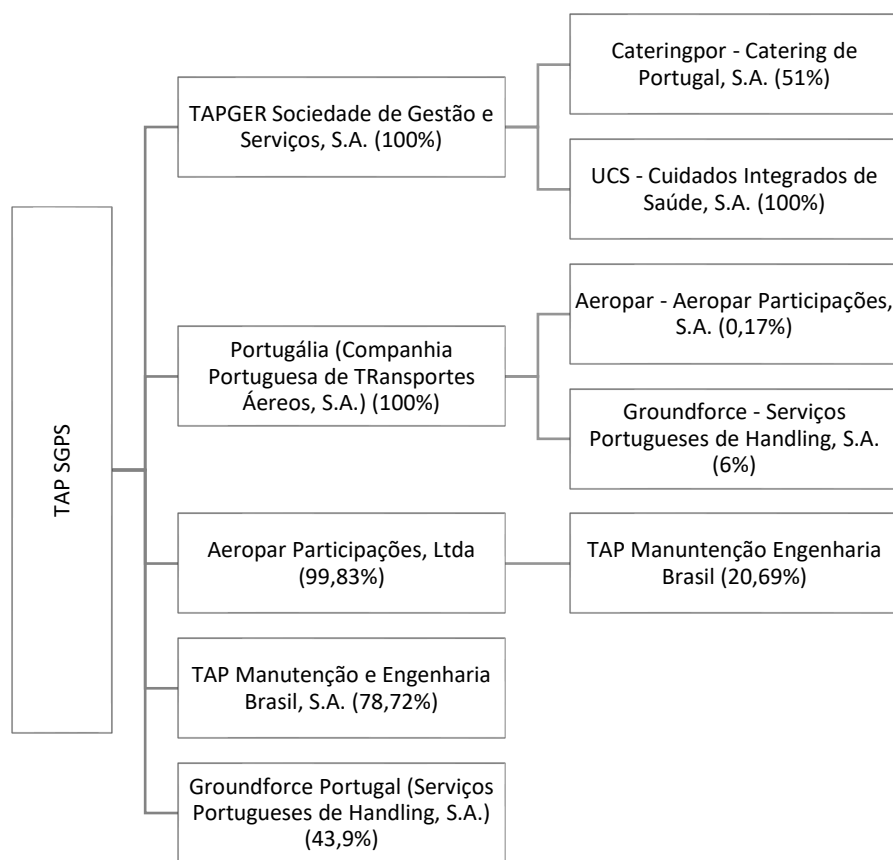 TAP SGPS
TAPGER Sociedade de Gestão e
Serviços, S.A. (100%)
Cateringpor - Catering de
Portugal, S.A. (51%)
UCS - Cuidados Integrados de
Saúde, S.A. (100%)
Portugália (Companhia
Portuguesa de TRansportes
Áereos, S.A.) (100%)
Aeropar - Aeropar Participações,
S.A. (0,17%)
Groundforce - Serviços
Portugueses de Handling, S.A.
(6%)
Aeropar Participações, Ltda
(99,83%)
TAP Manuntenção Engenharia
Brasil (20,69%)
TAP Manutenção e Engenharia
Brasil, S.A. (78,72%)
Groundforce Portugal (Serviços
Portugueses de Handling, S.A.)
(43,9%)